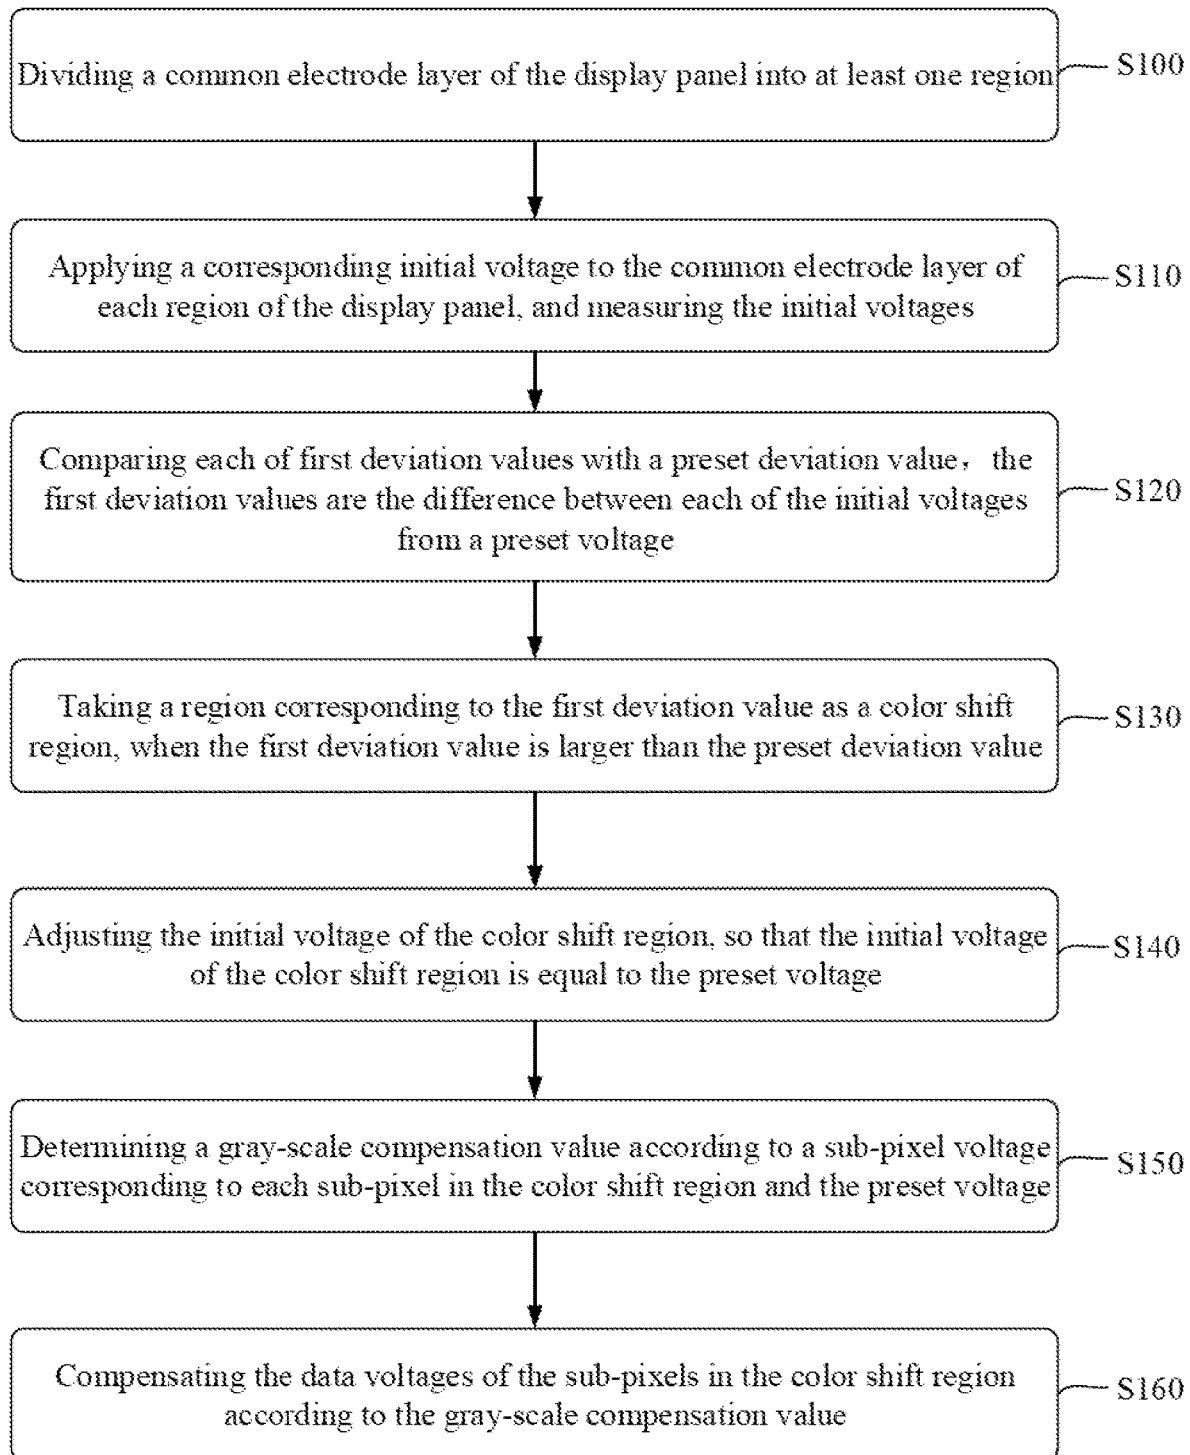 Dividing a common electrode layer of the display panel into at least one region
S100
Applying a corresponding initial voltage to the common electrode layer of
each region of the display panel, and measuring the initial voltages
S110
Comparing each of first deviation values with a preset deviation value，the
first deviation values are the difference between each of the initial voltages
from a preset voltage
S120
Taking a region corresponding to the first deviation value as a color shift
region, when the first deviation value is larger than the preset deviation value
S130
Adjusting the initial voltage of the color shift region, so that the initial voltage
of the color shift region is equal to the preset voltage
S140
Determining a gray-scale compensation value according to a sub-pixel voltage
corresponding to each sub-pixel in the color shift region and the preset voltage
S150
Compensating the data voltages of the sub-pixels in the color shift region
according to the gray-scale compensation value
S160